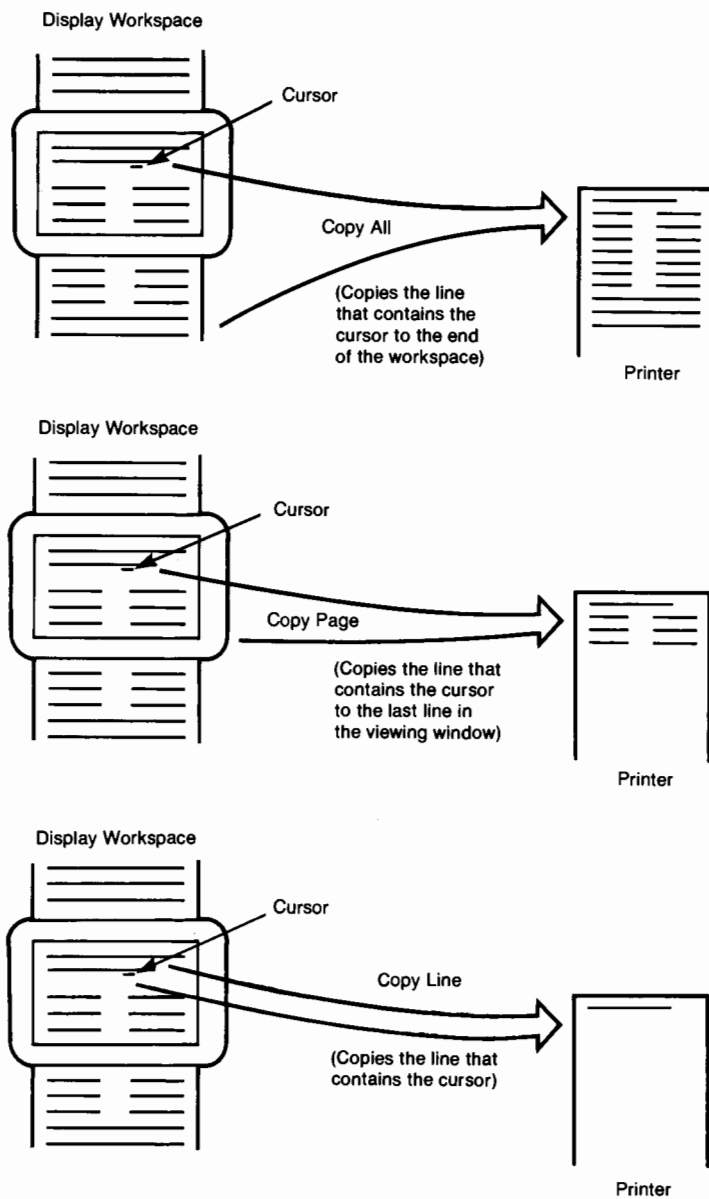 Display Workspace
Cursor
Copy All
(Copies the line
that contains the
cursor to the end
of the workspace)
Printer
Display Workspace
Cursor
Copy Page
(Copies the line that
contains the cursor
to the last line in
the viewing window)
Printer
Display Workspace
Cursor
Copy Line
(Copies the line that
contains the cursor)
Printer